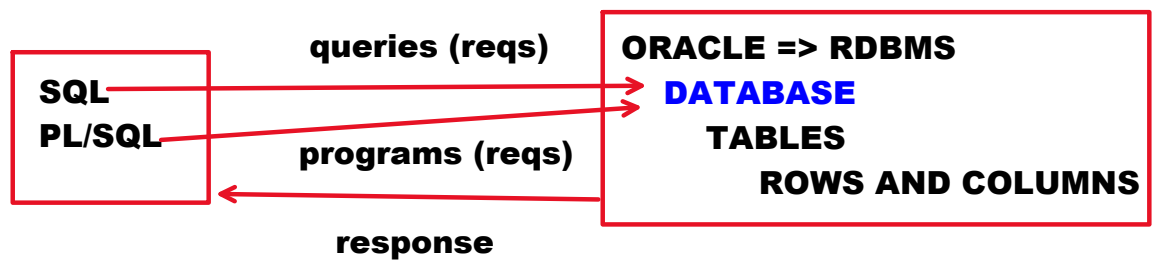 SQL
PL/SQL
queries (reqs)
programs (reqs)
response
ORACLE => RDBMS
DATABASE
TABLES
ROWS AND COLUMNS